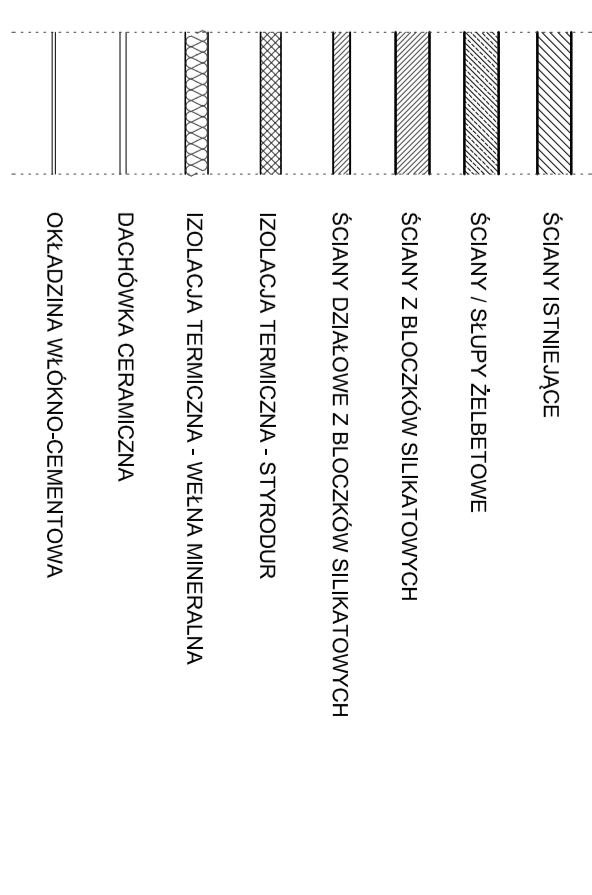 ŚCIANY ISTNIEJĄCE
ŚCIANY / SŁUPY ŻELBETOWE
ŚCIANY Z BLOCZKÓW SILIKATOWYCH
ŚCIANY DZIAŁOWE Z BLOCZKÓW SILIKATOWYCH
IZOLACJA TERMICZNA - STYRODUR
IZOLACJA TERMICZNA - WEŁNA MINERALNA
DACHÓWKA CERAMICZNA
OKŁADZINA WŁÓKNO-CEMENTOWA